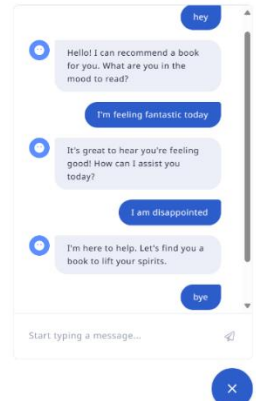 hey
Hello! I can recommend a book
for you. What are you in the
mood to read?
I'm feeling fantastic today
It's great to hear you're feeling
good! How can I assist you
today?
I am disappointed
I'm here to help. Let's find you a
book to lift your spirits.
bye
Start typing a message...